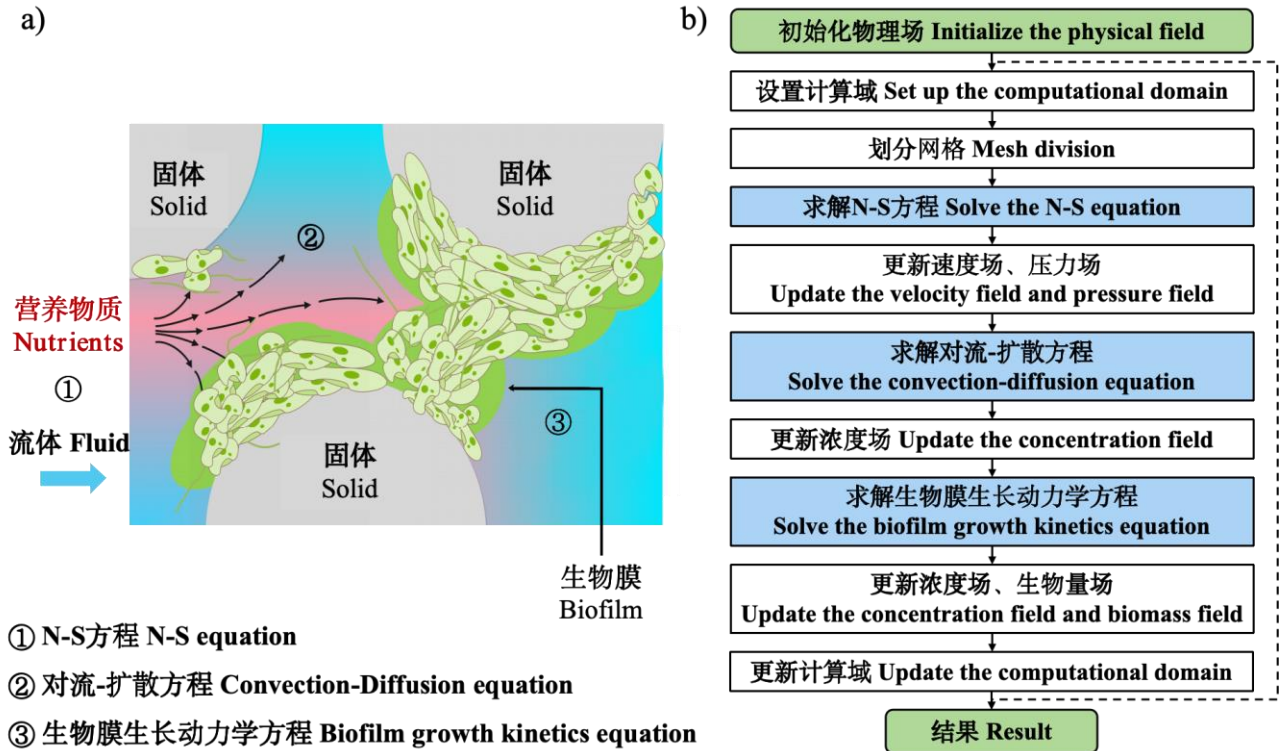 a)
固体
Solid
固体
Solid
②
营养物质
Nutrients
①
流体 Fluid
③
固体
Solid
生物膜
Biofilm
① N-S方程 N-S equation
② 对流-扩散方程 Convection-Diffusion equation
③ 生物膜生长动力学方程 Biofilm growth kinetics equation
b)
初始化物理场 Initialize the physical field
设置计算域 Set up the computational domain
划分网格 Mesh division
求解N-S方程 Solve the N-S equation
更新速度场、压力场
Update the velocity field and pressure field
求解对流-扩散方程
Solve the convection-diffusion equation
更新浓度场 Update the concentration field
求解生物膜生长动力学方程
Solve the biofilm growth kinetics equation
更新浓度场、生物量场
Update the concentration field and biomass field
更新计算域 Update the computational domain
结果 Result